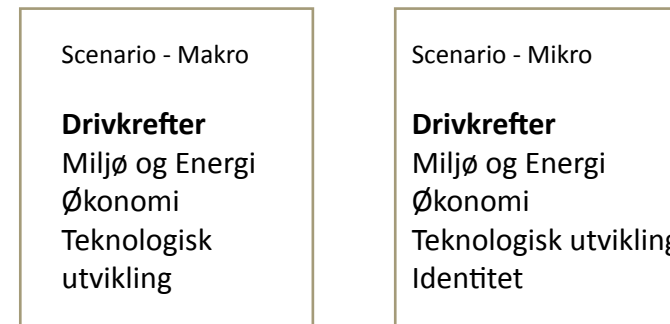 Scenario - Makro
Drivkrefter
Miljø og Energi
Økonomi
Teknologisk
utvikling
Scenario - Mikro
Drivkrefter
Miljø og Energi
Økonomi
Teknologisk utvikling
Identitet